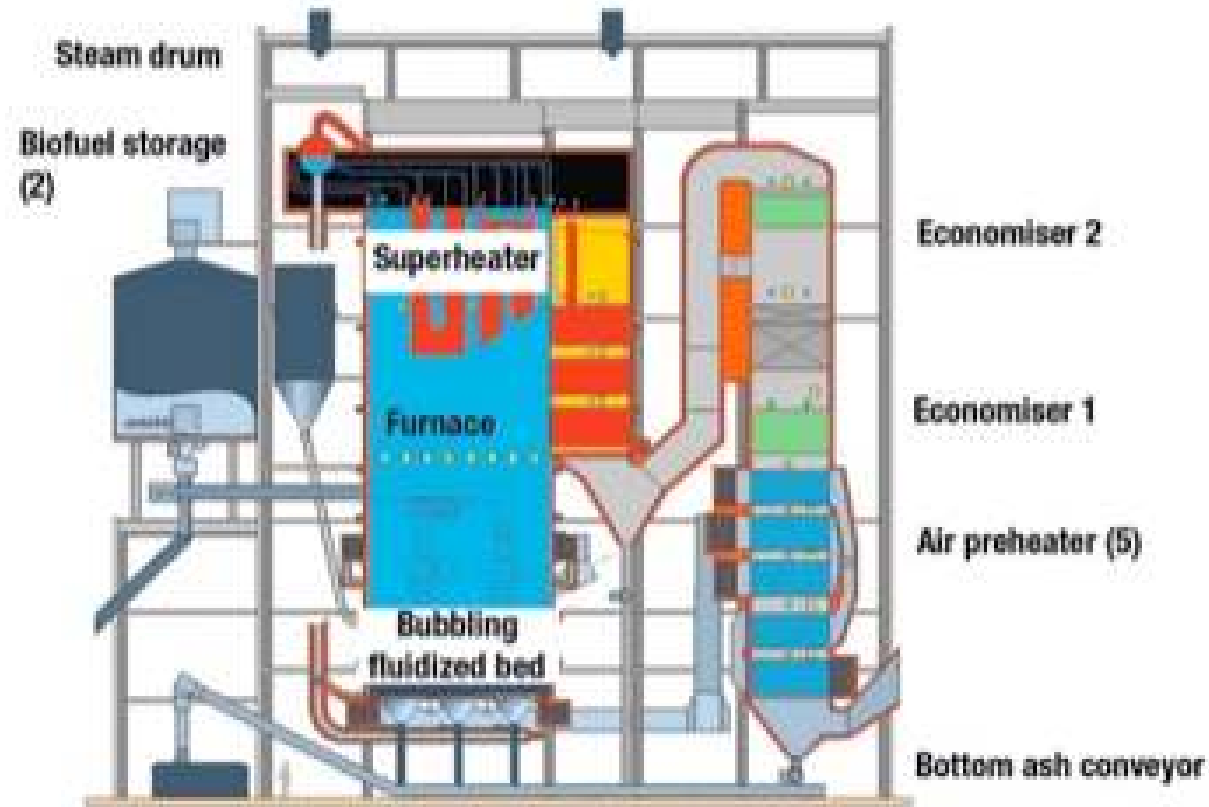 Steam drum
Biofuel storage
(2)
Superheater
Economiser 2
Furnace
Economiser 1
Air preheater (5)
Bubbling
fluidized bed
Bottom ash conveyor